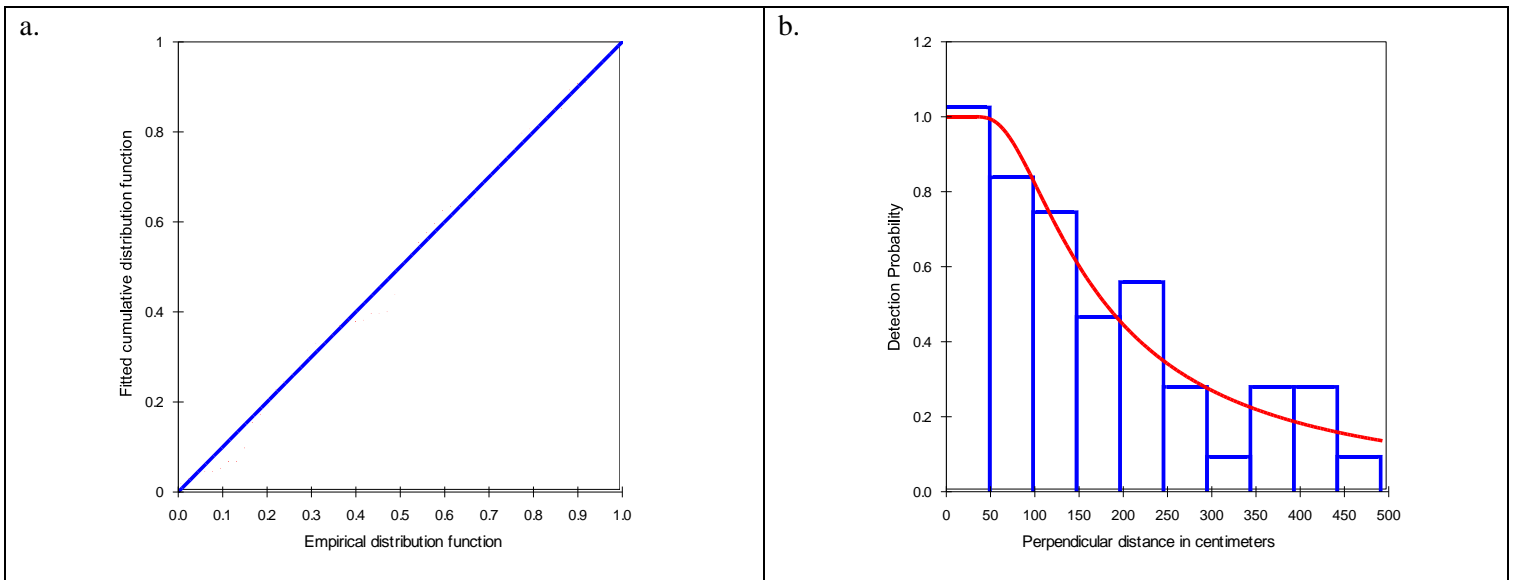 a.
1
0.8
0.6
0.4
0.2
0
Fitted cumulative distribution function
0.0 0.1 0.2 0.3 0.4 0.5 0.6 0.7 0.8 0.9 1.0
Empirical distribution function
b.
1.2
1.0
0.8
0.6
0.4
0.2
0.0
Detection Probability
0 50 100 150 200 250 300 350 400 450 500
Perpendicular distance in centimeters